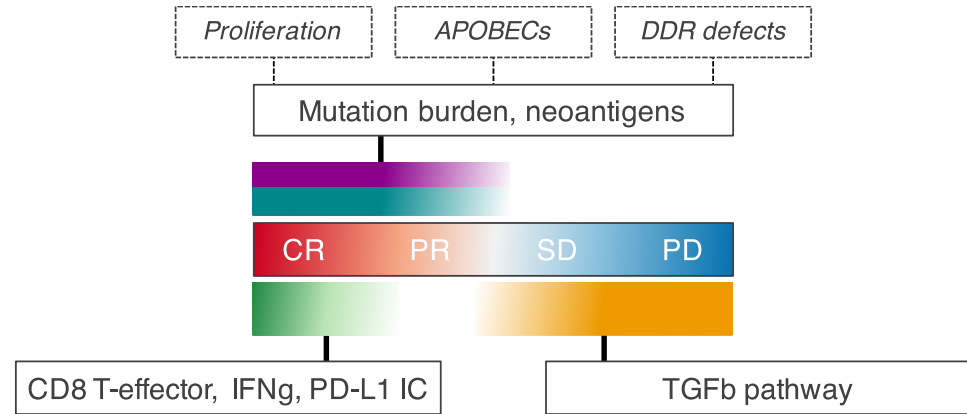 Proliferation APOBECs DDR defects
Mutation burden, neoantigens
CR PR SD PD
CD8 T-effector, IFNg, PD-L1 IC TGFb pathway